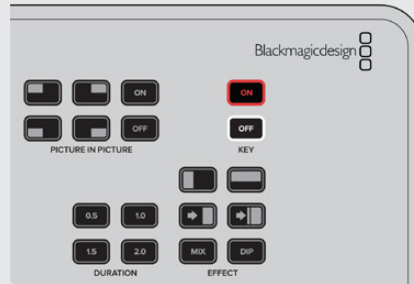 Blackmagicdesign
ON ON
OFF OFF
PICTURE IN PICTURE KEY
0.5 1.0
1.5 2.0 MIX DIP
DURATION EFFECT